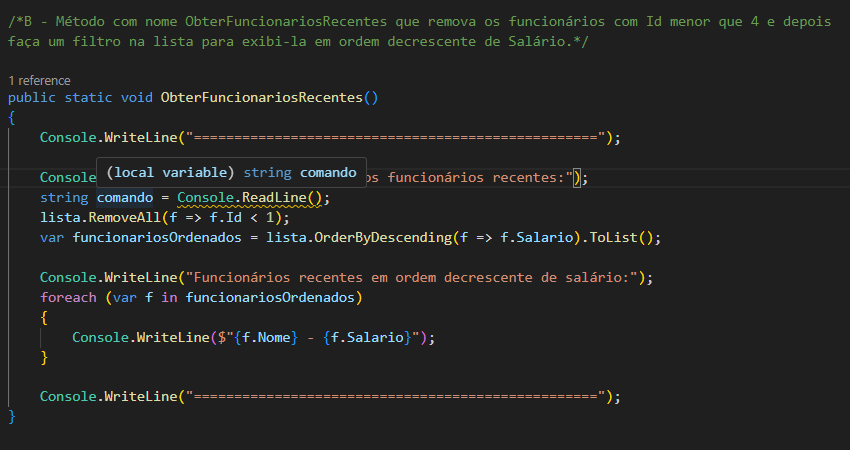 /*B - Método com nome ObterFuncionariosRecentes que remova os funcionários com Id menor que 4 e depois
faça um filtro na lista para exibi-la em ordem decrescente de Salário.*/
1 reference
public static void ObterFuncionariosRecentes()
{
Console.WriteLine("==================================================");
(local variable) string comando
Console os funcionários recentes:");
string comando = Console.ReadLine();
lista.RemoveAll(f => f.Id < 1);
var funcionariosOrdenados = lista.OrderByDescending(f => f.Salario).ToList();
Console.WriteLine("Funcionários recentes em ordem decrescente de salário:");
foreach (var f in funcionariosOrdenados)
{
Console.WriteLine($"{f.Nome} - {f.Salario}");
}
Console.WriteLine("==================================================");
}